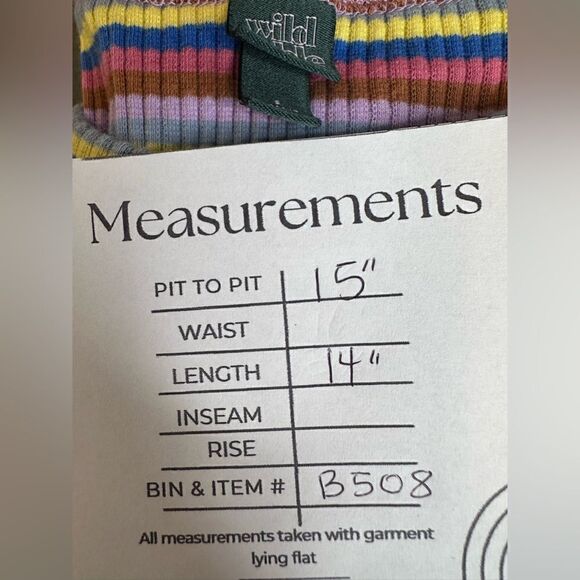 wild
Measurements
PIT TO PIT 15"
WAIST
LENGTH 14"
INSEAM
RISE
BIN & ITEM # B508
All measurements taken with garment
lying flat